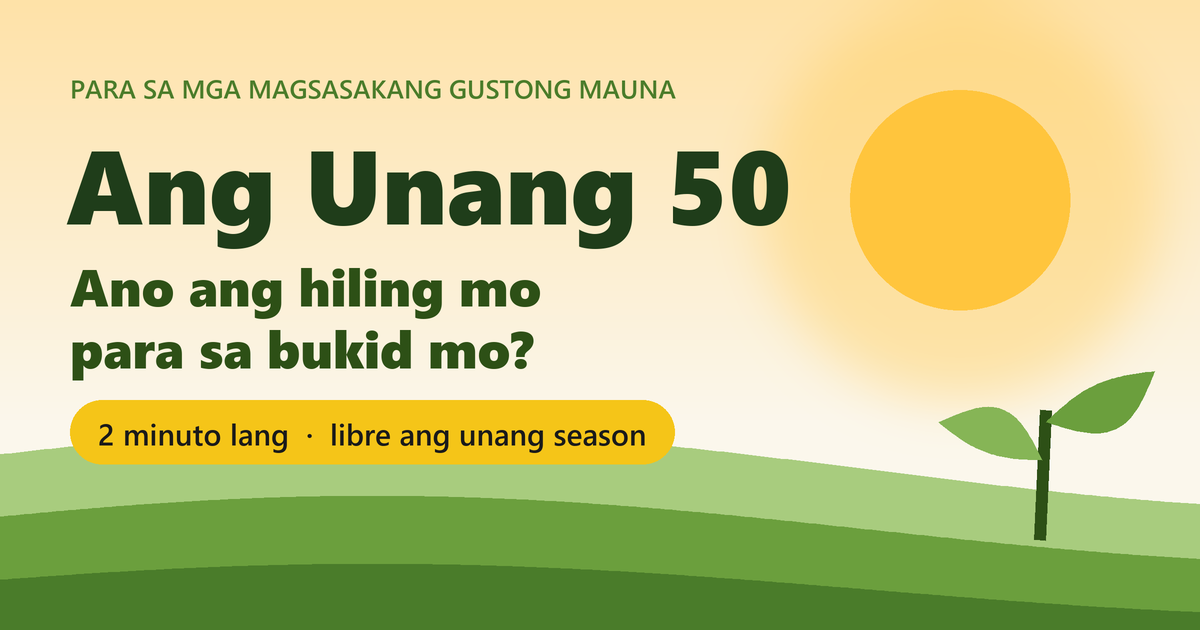 PARA SA MGA MAGSASAKANG GUSTONG MAUNA
Ang Unang 50
Ano ang hiling mo
para sa bukid mo?
2 minuto lang · libre ang unang season